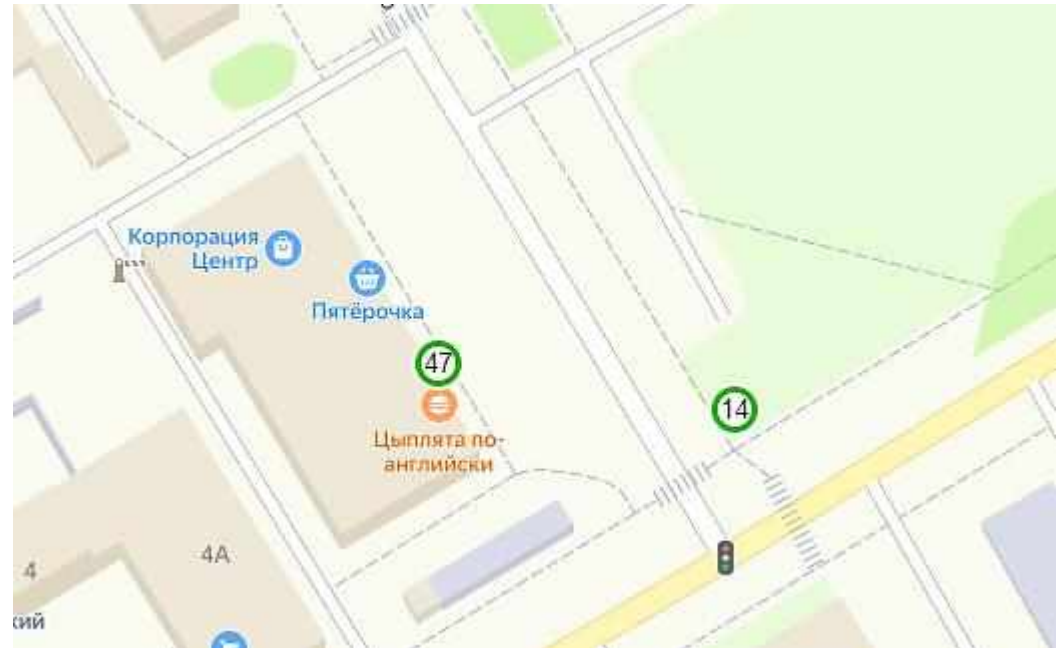 Корпорация
Центр
Пятёрочка
47
14
Цыплята по-
английски
4А
4
кий